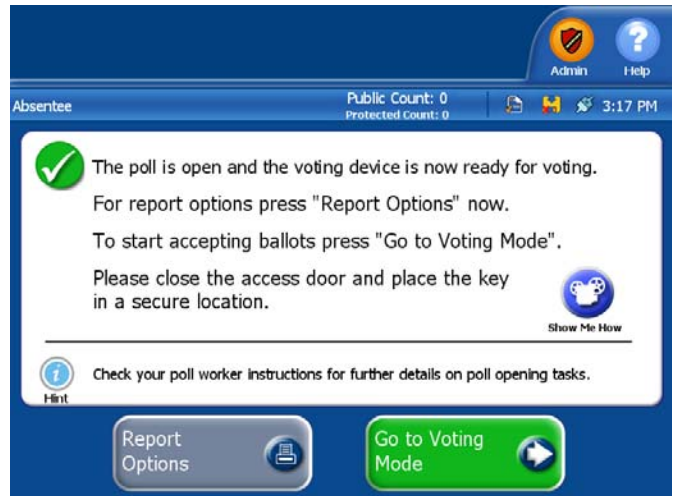 Admin
Help
Absentee
Public Count: 0
Protected Count: 0
3:17 PM
The poll is open and the voting device is now ready for voting.
For report options press "Report Options" now.
To start accepting ballots press "Go to Voting Mode".
Please close the access door and place the key
in a secure location.
Show Me How
Hint
Check your poll worker instructions for further details on poll opening tasks.
Report
Options
Go to Voting
Mode